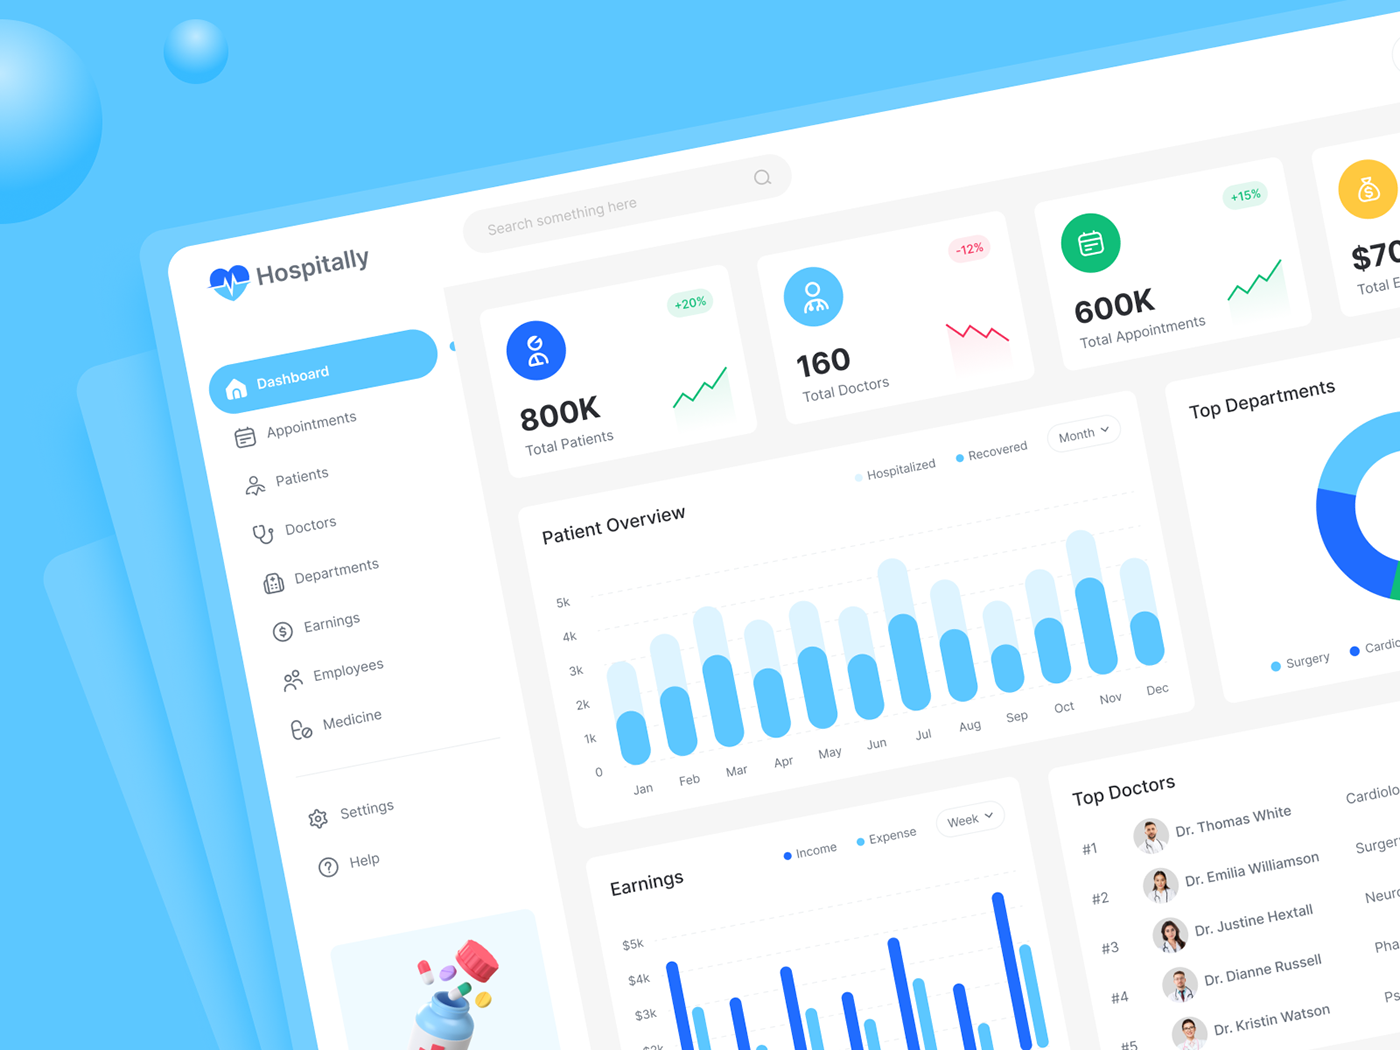 Hospitally
Search something here
Dashboard
Appointments
Patients
Doctors
Departments
Earnings
Employees
Medicine
Settings
Help
+20%
800K
Total Patients
-12%
160
Total Doctors
+15%
600K
Total Appointments
$70
Total E
Patient Overview
Hospitalized
Recovered
Month
5k
4k
3k
2k
1k
0
Jan
Feb
Mar
Apr
May
Jun
Jul
Aug
Sep
Oct
Nov
Dec
Top Departments
Surgery
Cardio
Earnings
Income
Expense
Week
$5k
$4k
$3k
Top Doctors
#1
Dr. Thomas White
Cardiolo
#2
Dr. Emilia Williamson
Surger
#3
Dr. Justine Hextall
Neuro
#4
Dr. Dianne Russell
Pha
#5
Dr. Kristin Watson
Ps